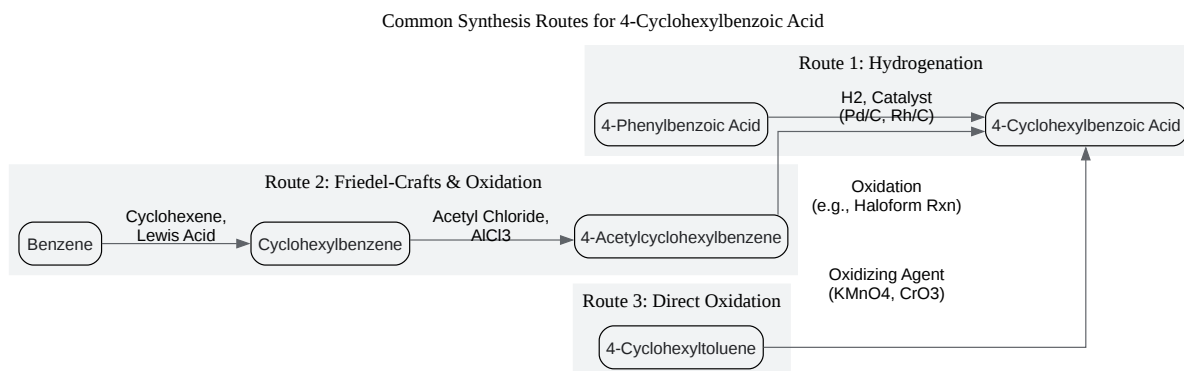 Common Synthesis Routes for 4-Cyclohexylbenzoic Acid
Route 1: Hydrogenation
4-Phenylbenzoic Acid
H2, Catalyst
(Pd/C, Rh/C)
4-Cyclohexylbenzoic Acid
Route 2: Friedel-Crafts & Oxidation
Benzene
Cyclohexene,
Lewis Acid
Cyclohexylbenzene
Acetyl Chloride,
AlCl3
4-Acetylcyclohexylbenzene
Oxidation
(e.g., Haloform Rxn)
Route 3: Direct Oxidation
4-Cyclohexyltoluene
Oxidizing Agent
(KMnO4, CrO3)